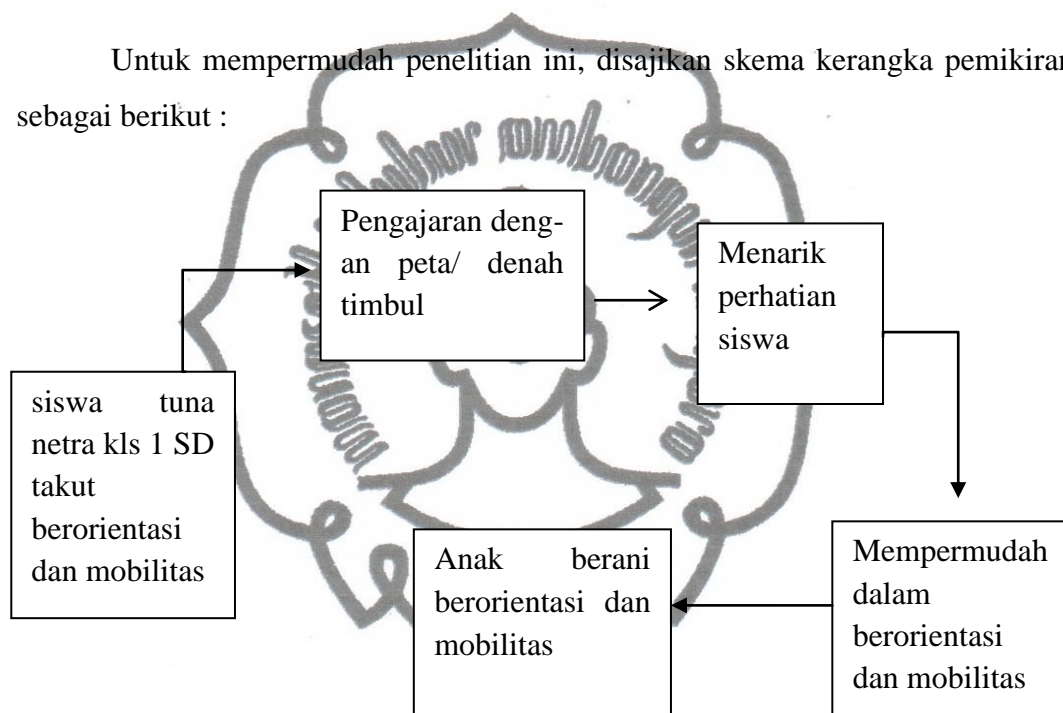 Untuk mempermudah penelitian ini, disajikan skema kerangka pemikiran
sebagai berikut :
siswa tuna
netra kls 1 SD
takut
berorientasi
dan mobilitas
Pengajaran deng-
an peta/ denah
timbul
Menarik
perhatian
siswa
Mempermudah
dalam
berorientasi
dan mobilitas
Anak berani
berorientasi dan
mobilitas